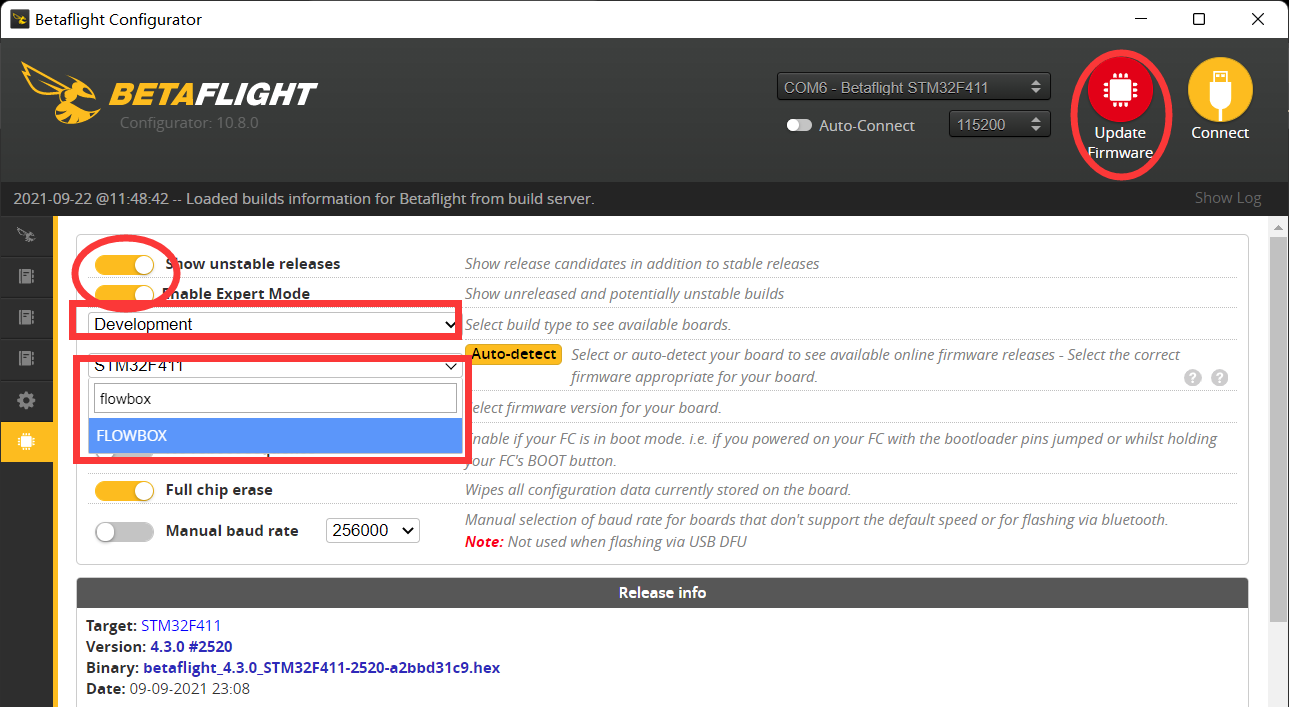 Betaflight Configurator
BETAFLIGHT
Configurator: 10.8.0
COM6 - Betaflight STM32F411
Auto-Connect
115200
Update
Firmware
Connect
2021-09-22 @11:48:42 -- Loaded builds information for Betaflight from build server.
Show Log
Show unstable releases
Show release candidates in addition to stable releases
Enable Expert Mode
Show unreleased and potentially unstable builds
Development
Select build type to see available boards.
STM32F411
Auto-detect
Select or auto-detect your board to see available online firmware releases - Select the correct
firmware appropriate for your board.
flowbox
Select firmware version for your board.
FLOWBOX
Enable if your FC is in boot mode. i.e. if you powered on your FC with the bootloader pins jumped or whilst holding
your FC's BOOT button.
Full chip erase
Wipes all configuration data currently stored on the board.
Manual baud rate
256000
Manual selection of baud rate for boards that don't support the default speed or for flashing via bluetooth.
Note: Not used when flashing via USB DFU
Release info
Target: STM32F411
Version: 4.3.0 #2520
Binary: betaflight_4.3.0_STM32F411-2520-a2bbd31c9.hex
Date: 09-09-2021 23:08